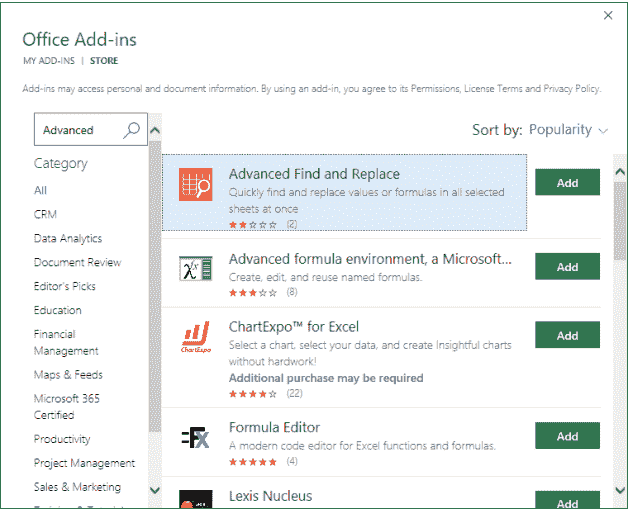 Office Add-ins
MY ADD-INS | STORE
Add-ins may access personal and document information. By using an add-in, you agree to its Permissions, License Terms and Privacy Policy.
Advanced
Sort by: Popularity
Category
All
CRM
Data Analytics
Document Review
Editor's Picks
Education
Financial
Management
Maps & Feeds
Microsoft 365
Certified
Productivity
Project Management
Sales & Marketing
Advanced Find and Replace
Quickly find and replace values or formulas in all selected
sheets at once
(2)
Add
Advanced formula environment, a Microsoft...
Create, edit, and reuse named formulas.
(8)
Add
ChartExpo
ChartExpo™ for Excel
Select a chart, select your data, and create Insightful charts
without hardwork!
Additional purchase may be required
(22)
Add
Formula Editor
A modern code editor for Excel functions and formulas.
(4)
Add
Lexis Nucleus
Add